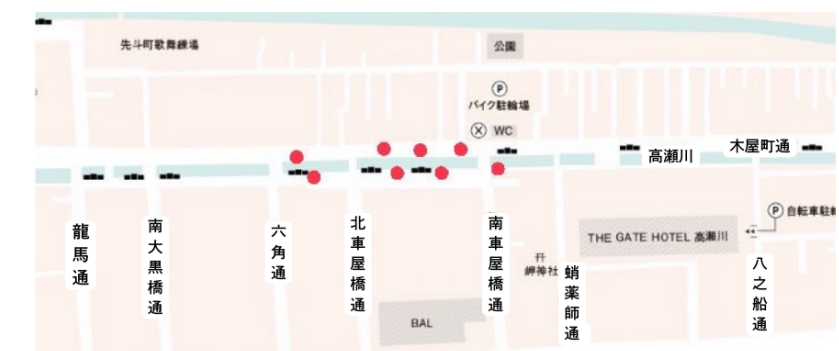 先斗町歌舞練場
公園
P
バイク駐輪場
WC
木屋町通
高瀬川
P 自転車駐輪
龍馬通
南大黒橋通
六角通
北車屋橋通
南車屋橋通
岬神社
蛸薬師通
THE GATE HOTEL 高瀬川
八之船通
BAL